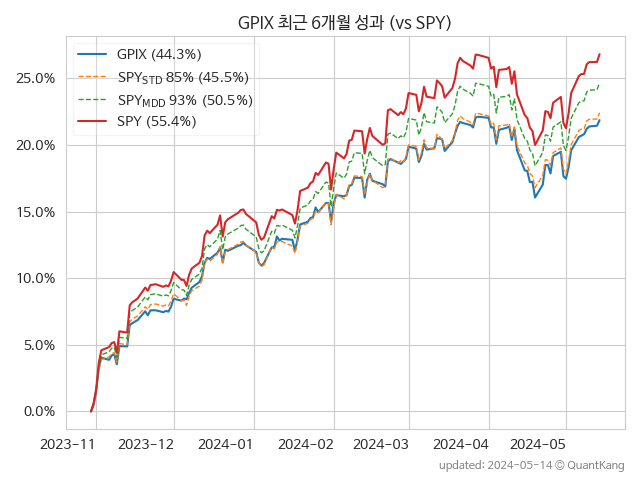 GPIX 최근 6개월 성과 (vs SPY)
GPIX (44.3%)
SPY_STD 85% (45.5%)
SPY_MDD 93% (50.5%)
SPY (55.4%)
25.0%
20.0%
15.0%
10.0%
5.0%
0.0%
2023-11 2023-12 2024-01 2024-02 2024-03 2024-04 2024-05
updated: 2024-05-14 © QuantKang